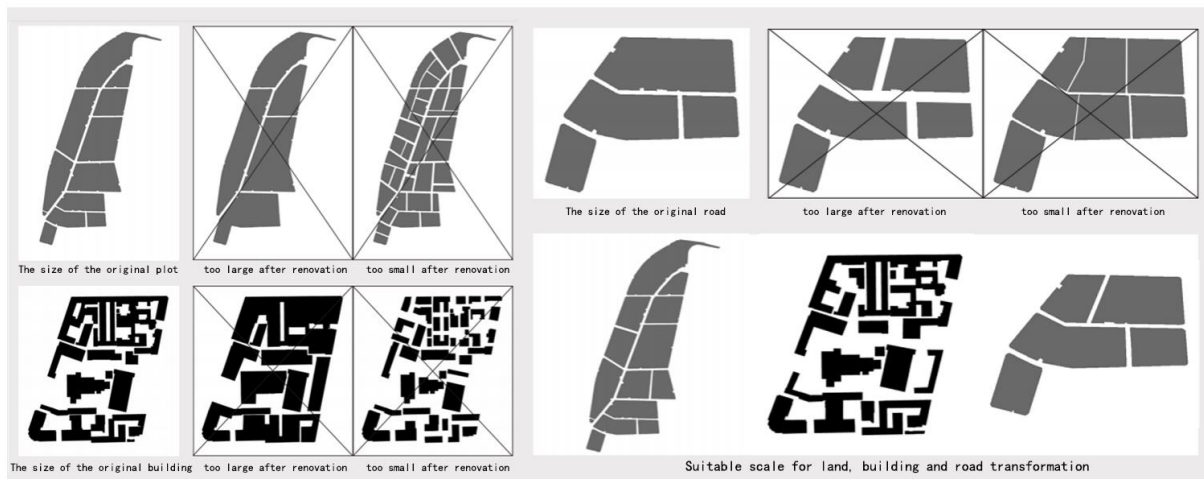 The size of the original plot
too large after renovation
too small after renovation
The size of the original road
too large after renovation
too small after renovation
The size of the original building
too large after renovation
too small after renovation
Suitable scale for land, building and road transformation